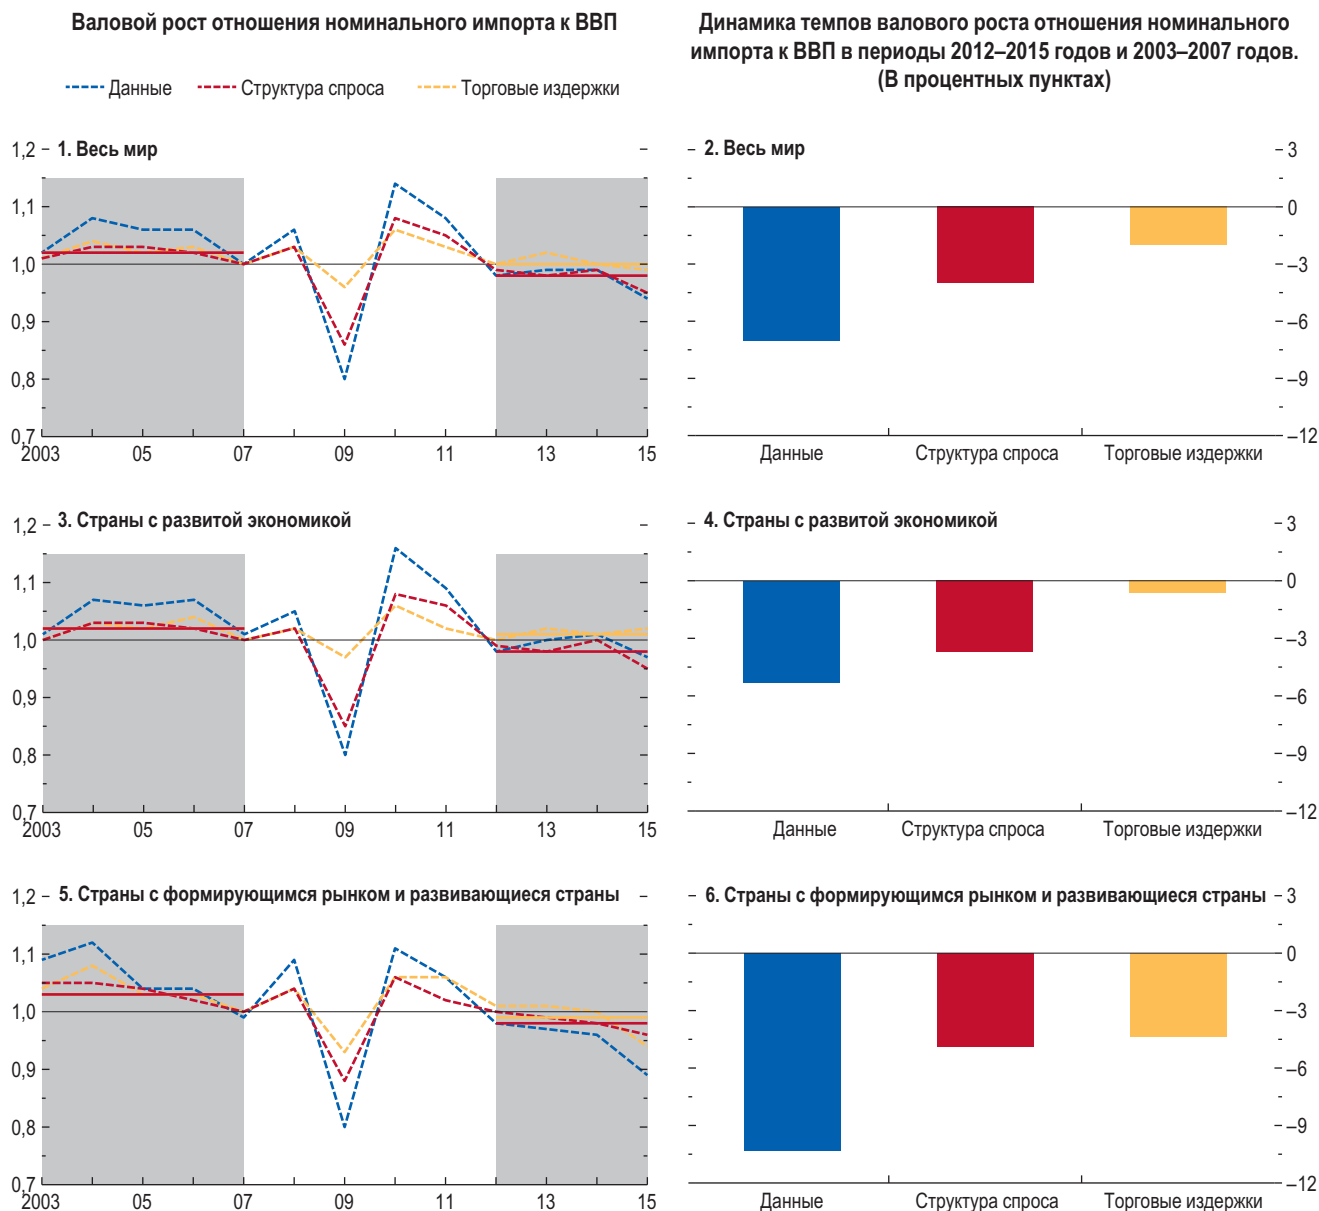 Валовой рост отношения номинального импорта к ВВП
Данные Структура спроса Торговые издержки
Динамика темпов валового роста отношения номинального
импорта к ВВП в периоды 2012–2015 годов и 2003–2007 годов.
(В процентных пунктах)
1. Весь мир
1,2
1,1
1,0
0,9
0,8
0,7
2003 05 07 09 11 13 15
2. Весь мир
3
0
–3
–6
–9
–12
Данные Структура спроса Торговые издержки
3. Страны с развитой экономикой
1,2
1,1
1,0
0,9
0,8
0,7
2003 05 07 09 11 13 15
4. Страны с развитой экономикой
3
0
–3
–6
–9
–12
Данные Структура спроса Торговые издержки
5. Страны с формирующимся рынком и развивающиеся страны
1,2
1,1
1,0
0,9
0,8
0,7
2003 05 07 09 11 13 15
6. Страны с формирующимся рынком и развивающиеся страны
3
0
–3
–6
–9
–12
Данные Структура спроса Торговые издержки